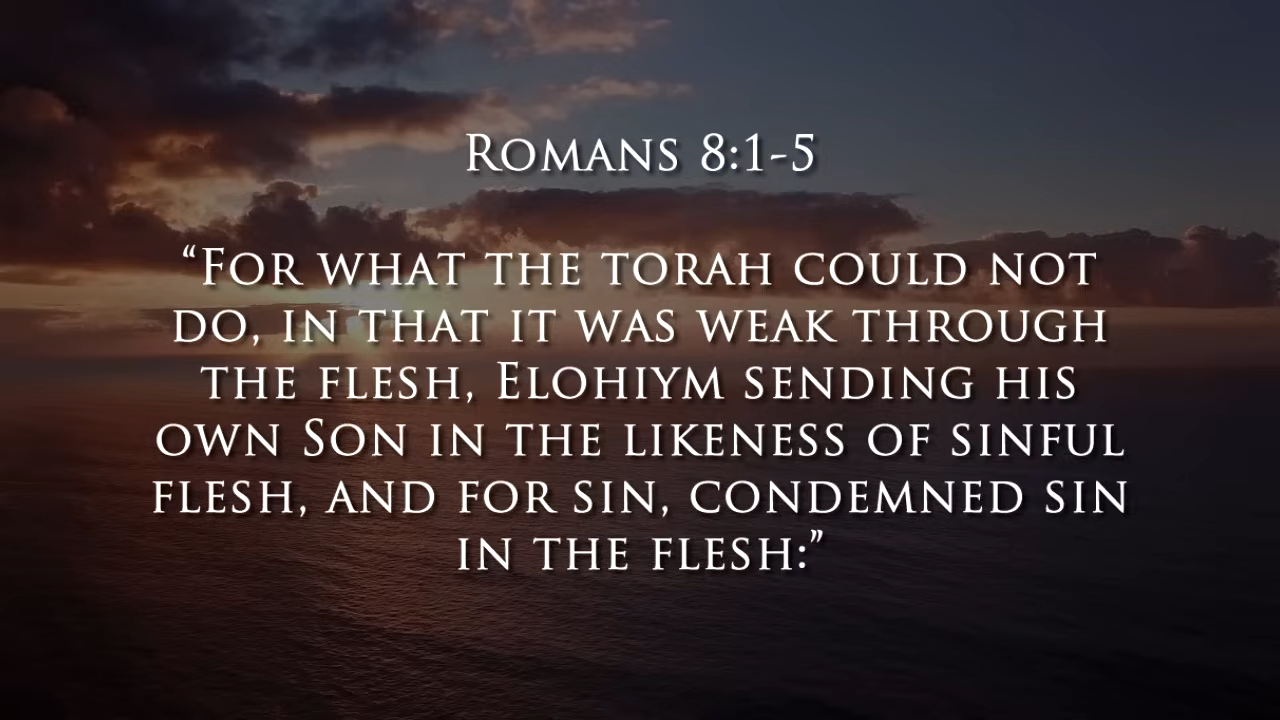 Romans 8:1-5
“For what the torah could not
do, in that it was weak through
the flesh, Elohiym sending his
own Son in the likeness of sinful
flesh, and for sin, condemned sin
in the flesh:”